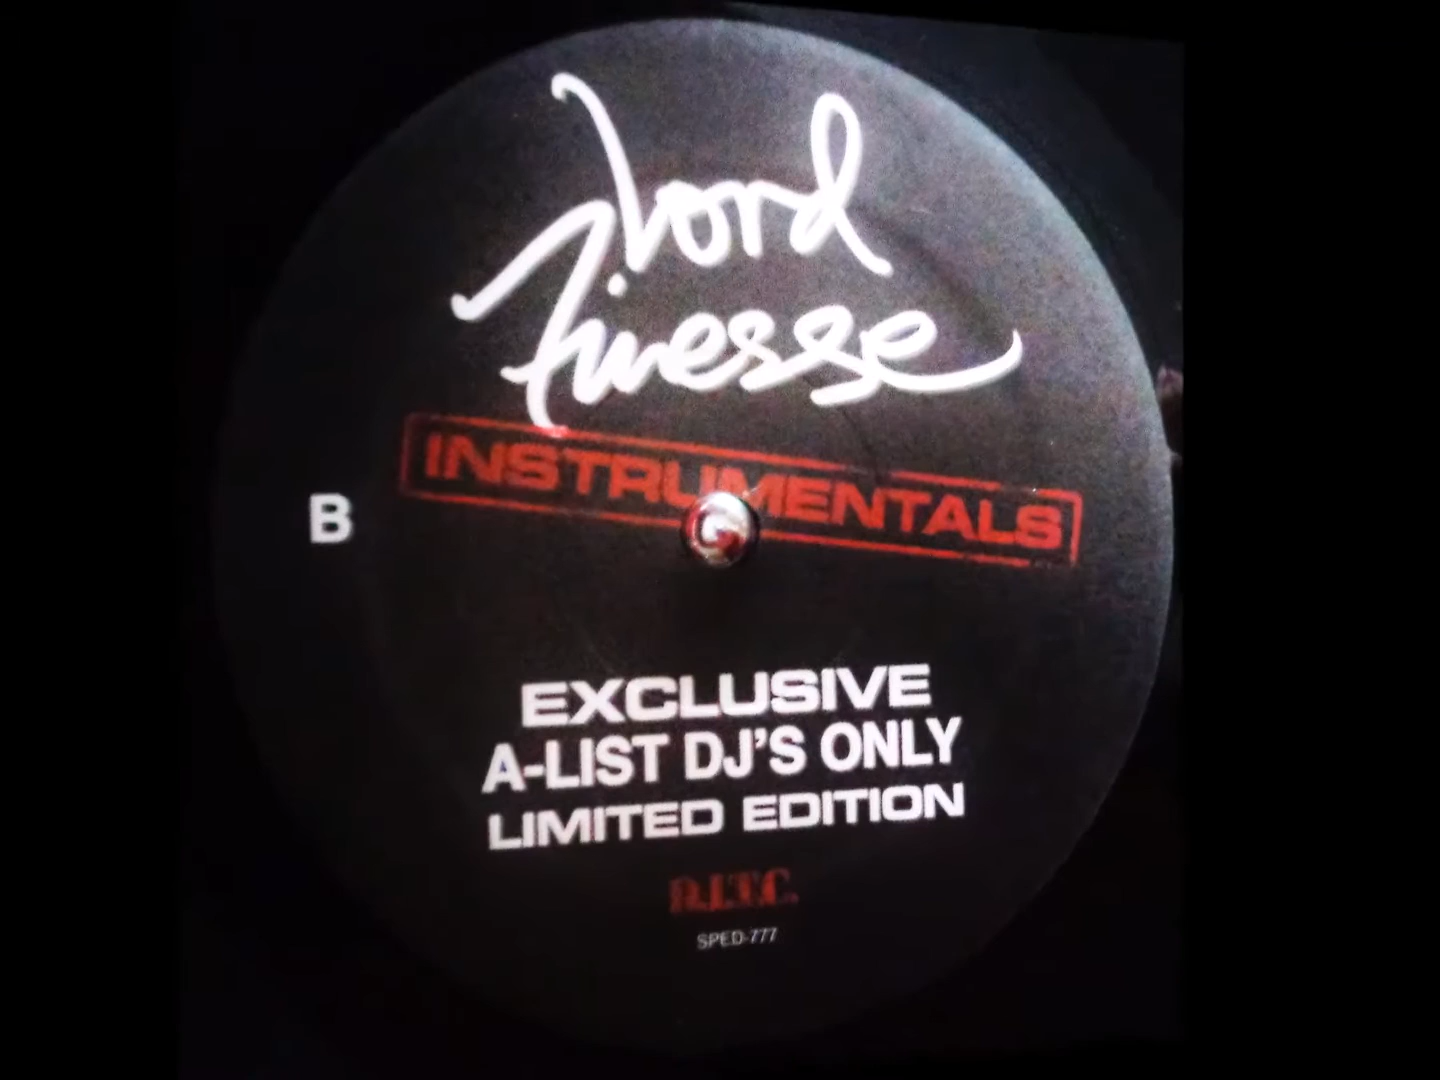 Lord
Finesse
INSTRUMENTALS
B
EXCLUSIVE
A-LIST DJ'S ONLY
LIMITED EDITION
D.I.T.C.
SPED-777